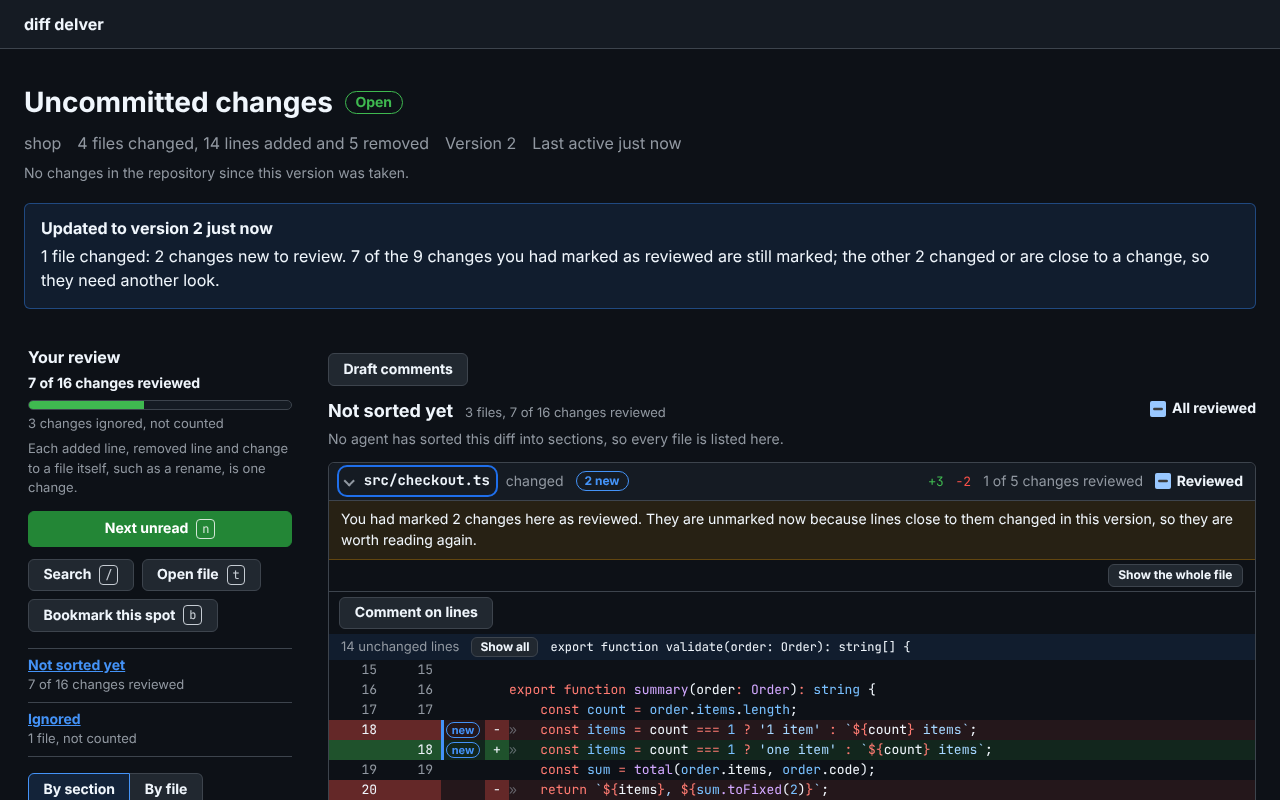 diff delver
Uncommitted changes Open
shop 4 files changed, 14 lines added and 5 removed Version 2 Last active just now
No changes in the repository since this version was taken.
Updated to version 2 just now
1 file changed: 2 changes new to review. 7 of the 9 changes you had marked as reviewed are still marked; the other 2 changed or are close to a change, so
they need another look.
Your review
7 of 16 changes reviewed
3 changes ignored, not counted
Each added line, removed line and change
to a file itself, such as a rename, is one
change.
Next unread n
Search /
Open file t
Bookmark this spot b
Not sorted yet
7 of 16 changes reviewed
Ignored
1 file, not counted
By section By file
Draft comments
Not sorted yet 3 files, 7 of 16 changes reviewed All reviewed
No agent has sorted this diff into sections, so every file is listed here.
src/checkout.ts changed 2 new +3 -2 1 of 5 changes reviewed Reviewed
You had marked 2 changes here as reviewed. They are unmarked now because lines close to them changed in this version, so they are
worth reading again.
Show the whole file
Comment on lines
14 unchanged lines Show all export function validate(order: Order): string[] {
15 15
16 16 export function summary(order: Order): string {
17 17 const count = order.items.length;
18 new - » const items = count === 1 ? '1 item' : `${count} items`;
18 new + » const items = count === 1 ? 'one item' : `${count} items`;
19 19 const sum = total(order.items, order.code);
20 - » return `${items}, ${sum.toFixed(2)}`;